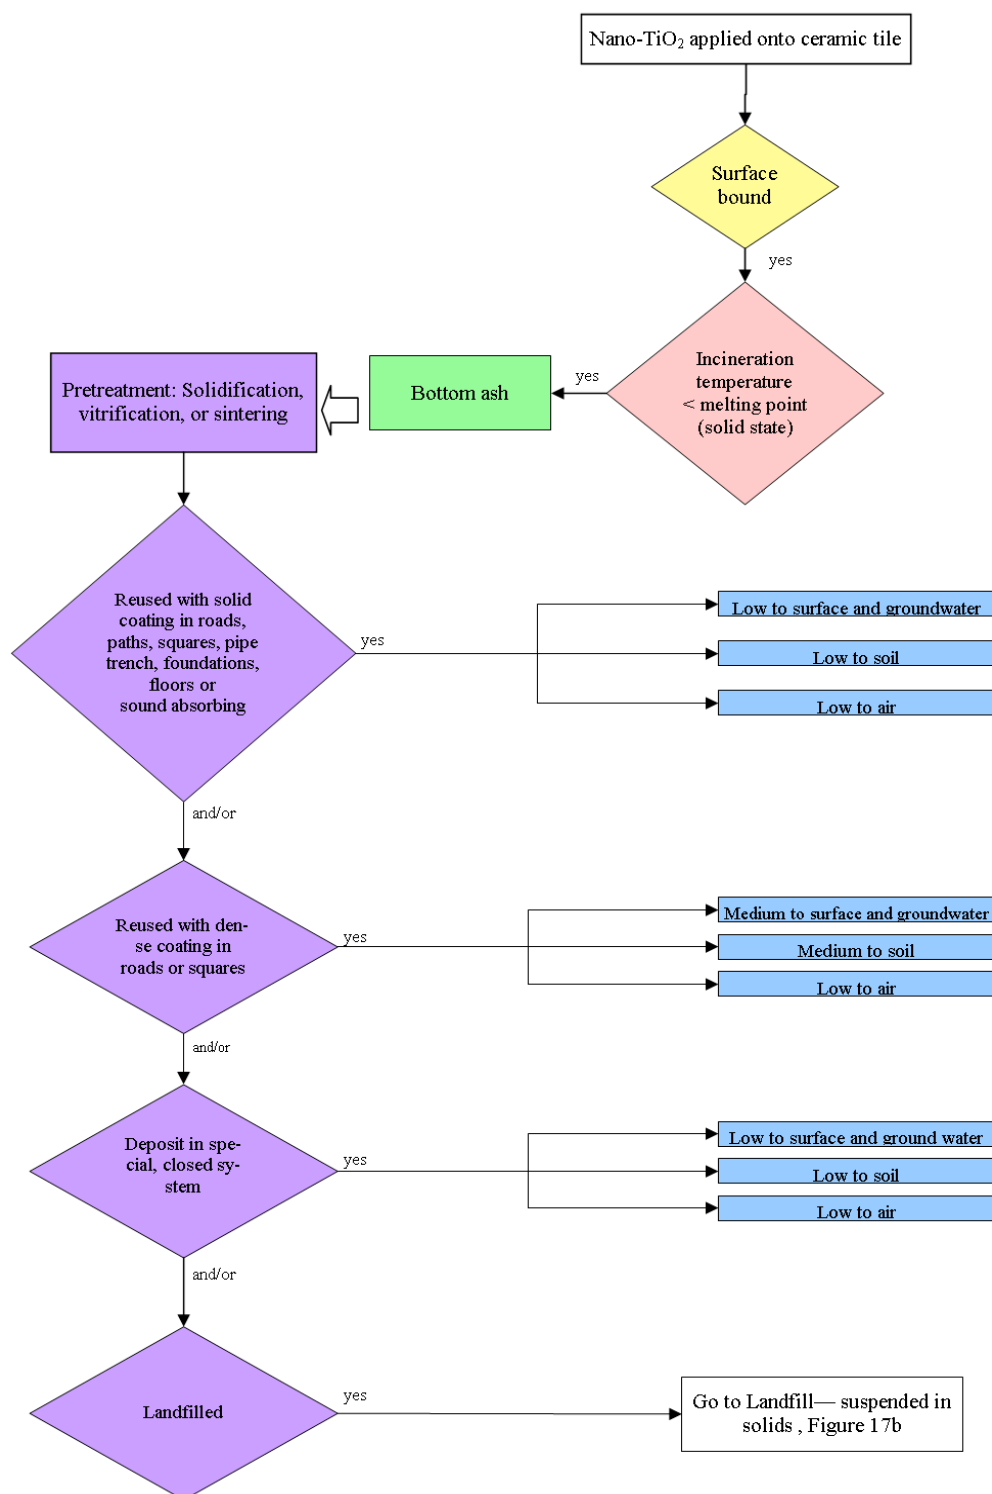 Nano-TiO₂ applied onto ceramic tile
Surface
bound
yes
Incineration
temperature
< melting point
(solid state)
yes
Bottom ash
Pretreatment: Solidification,
vitrification, or sintering
Reused with solid
coating in roads,
paths, squares, pipe
trench, foundations,
floors or
sound absorbing
yes
Low to surface and groundwater
Low to soil
Low to air
and/or
Reused with den-
se coating in
roads or squares
yes
Medium to surface and groundwater
Medium to soil
Low to air
and/or
Deposit in spe-
cial, closed sy-
stem
yes
Low to surface and ground water
Low to soil
Low to air
and/or
Landfilled
yes
Go to Landfill— suspended in
solids , Figure 17b